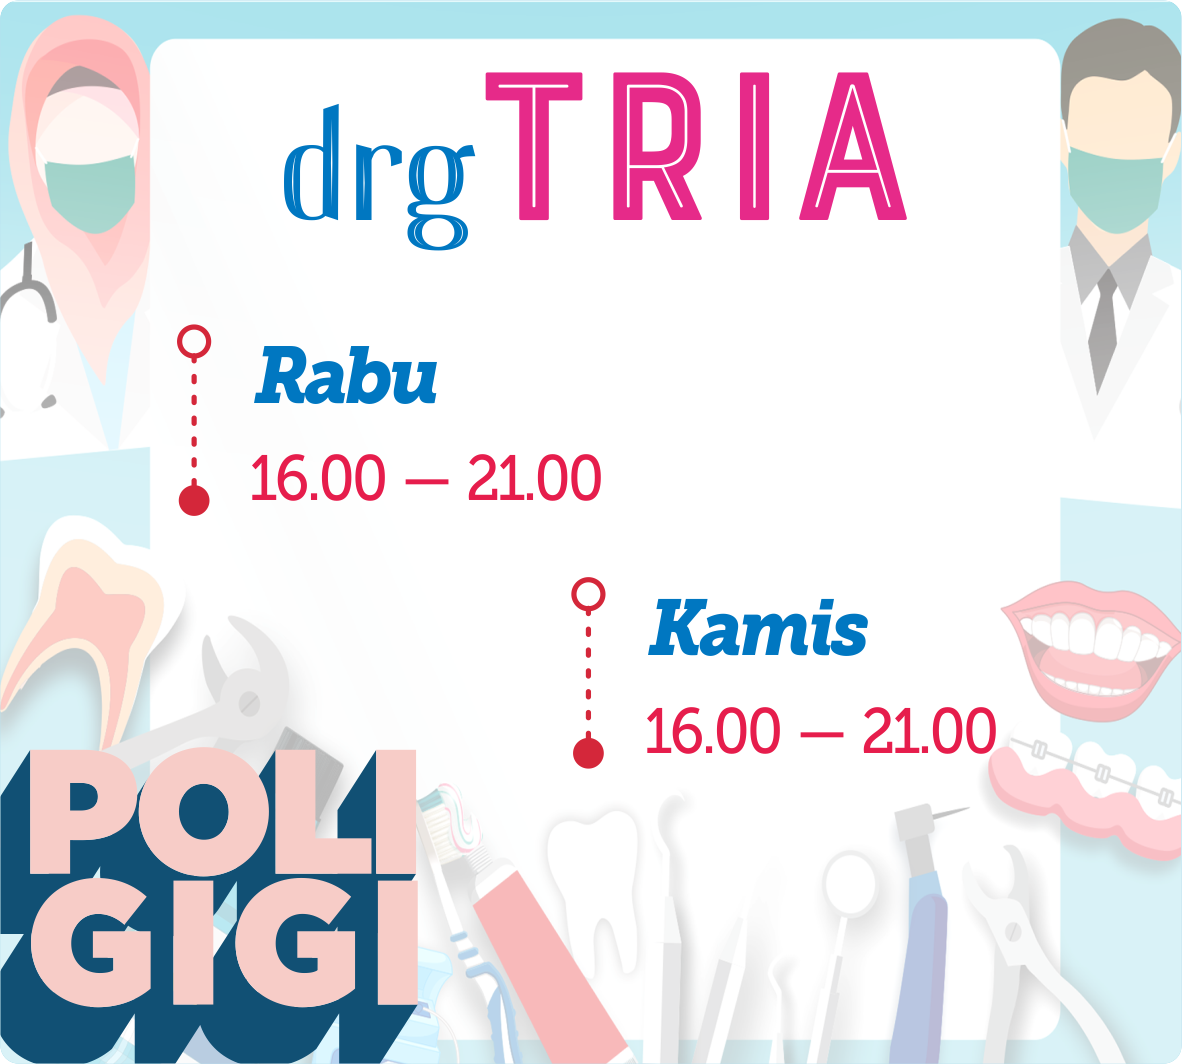 drg TRIA
Rabu
16.00 — 21.00
Kamis
16.00 — 21.00
POLI
GIGI